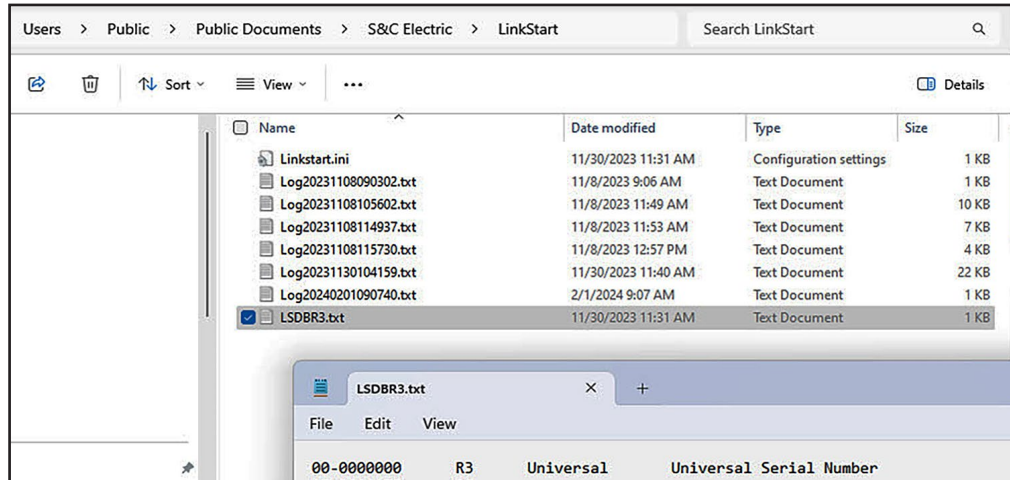 Users > Public > Public Documents > S&C Electric > LinkStart Search LinkStart
Sort View ... Details
Name Date modified Type Size
Linkstart.ini 11/30/2023 11:31 AM Configuration settings 1 KB
Log20231108090302.txt 11/8/2023 9:06 AM Text Document 1 KB
Log20231108105602.txt 11/8/2023 11:49 AM Text Document 10 KB
Log20231108114937.txt 11/8/2023 11:53 AM Text Document 7 KB
Log20231108115730.txt 11/8/2023 12:57 PM Text Document 4 KB
Log20231130104159.txt 11/30/2023 11:40 AM Text Document 22 KB
Log20240201090740.txt 2/1/2024 9:07 AM Text Document 1 KB
LSDBR3.txt 11/30/2023 11:31 AM Text Document 1 KB
LSDBR3.txt
File Edit View
00-0000000 R3 Universal Universal Serial Number